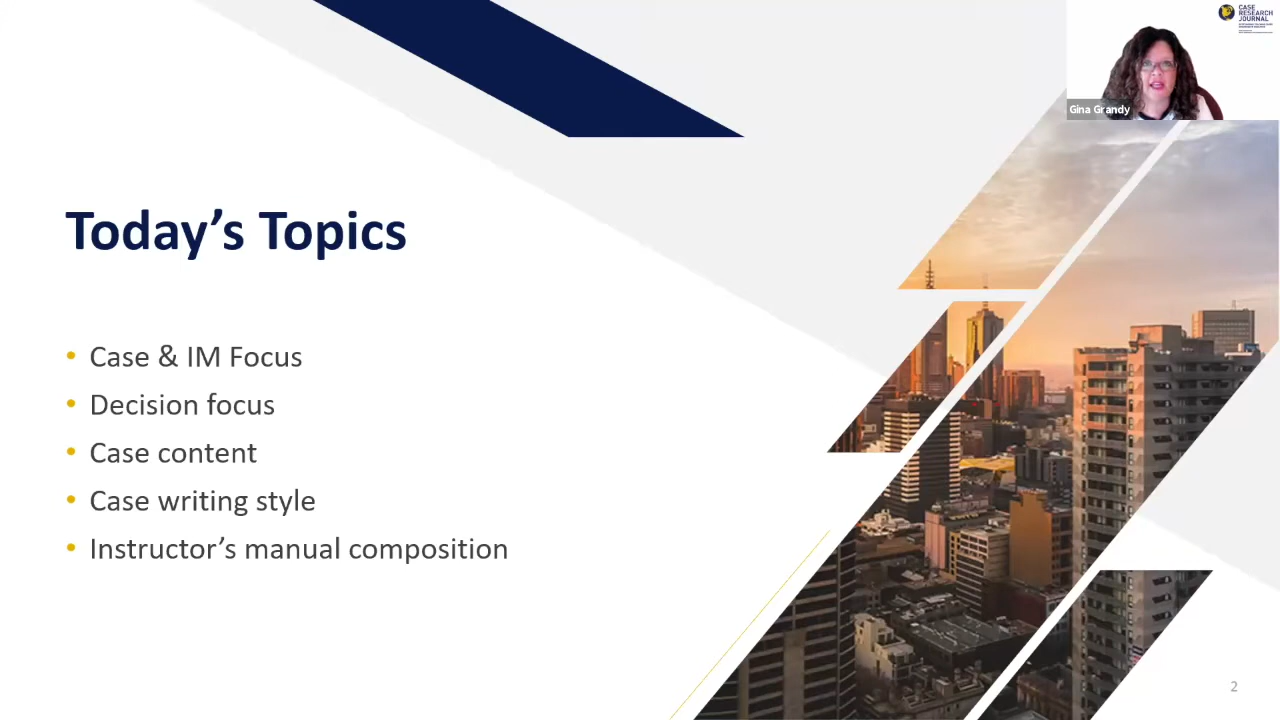 CASE
RESEARCH
JOURNAL
Gina Grandy
Today’s Topics
• Case & IM Focus
• Decision focus
• Case content
• Case writing style
• Instructor’s manual composition
2